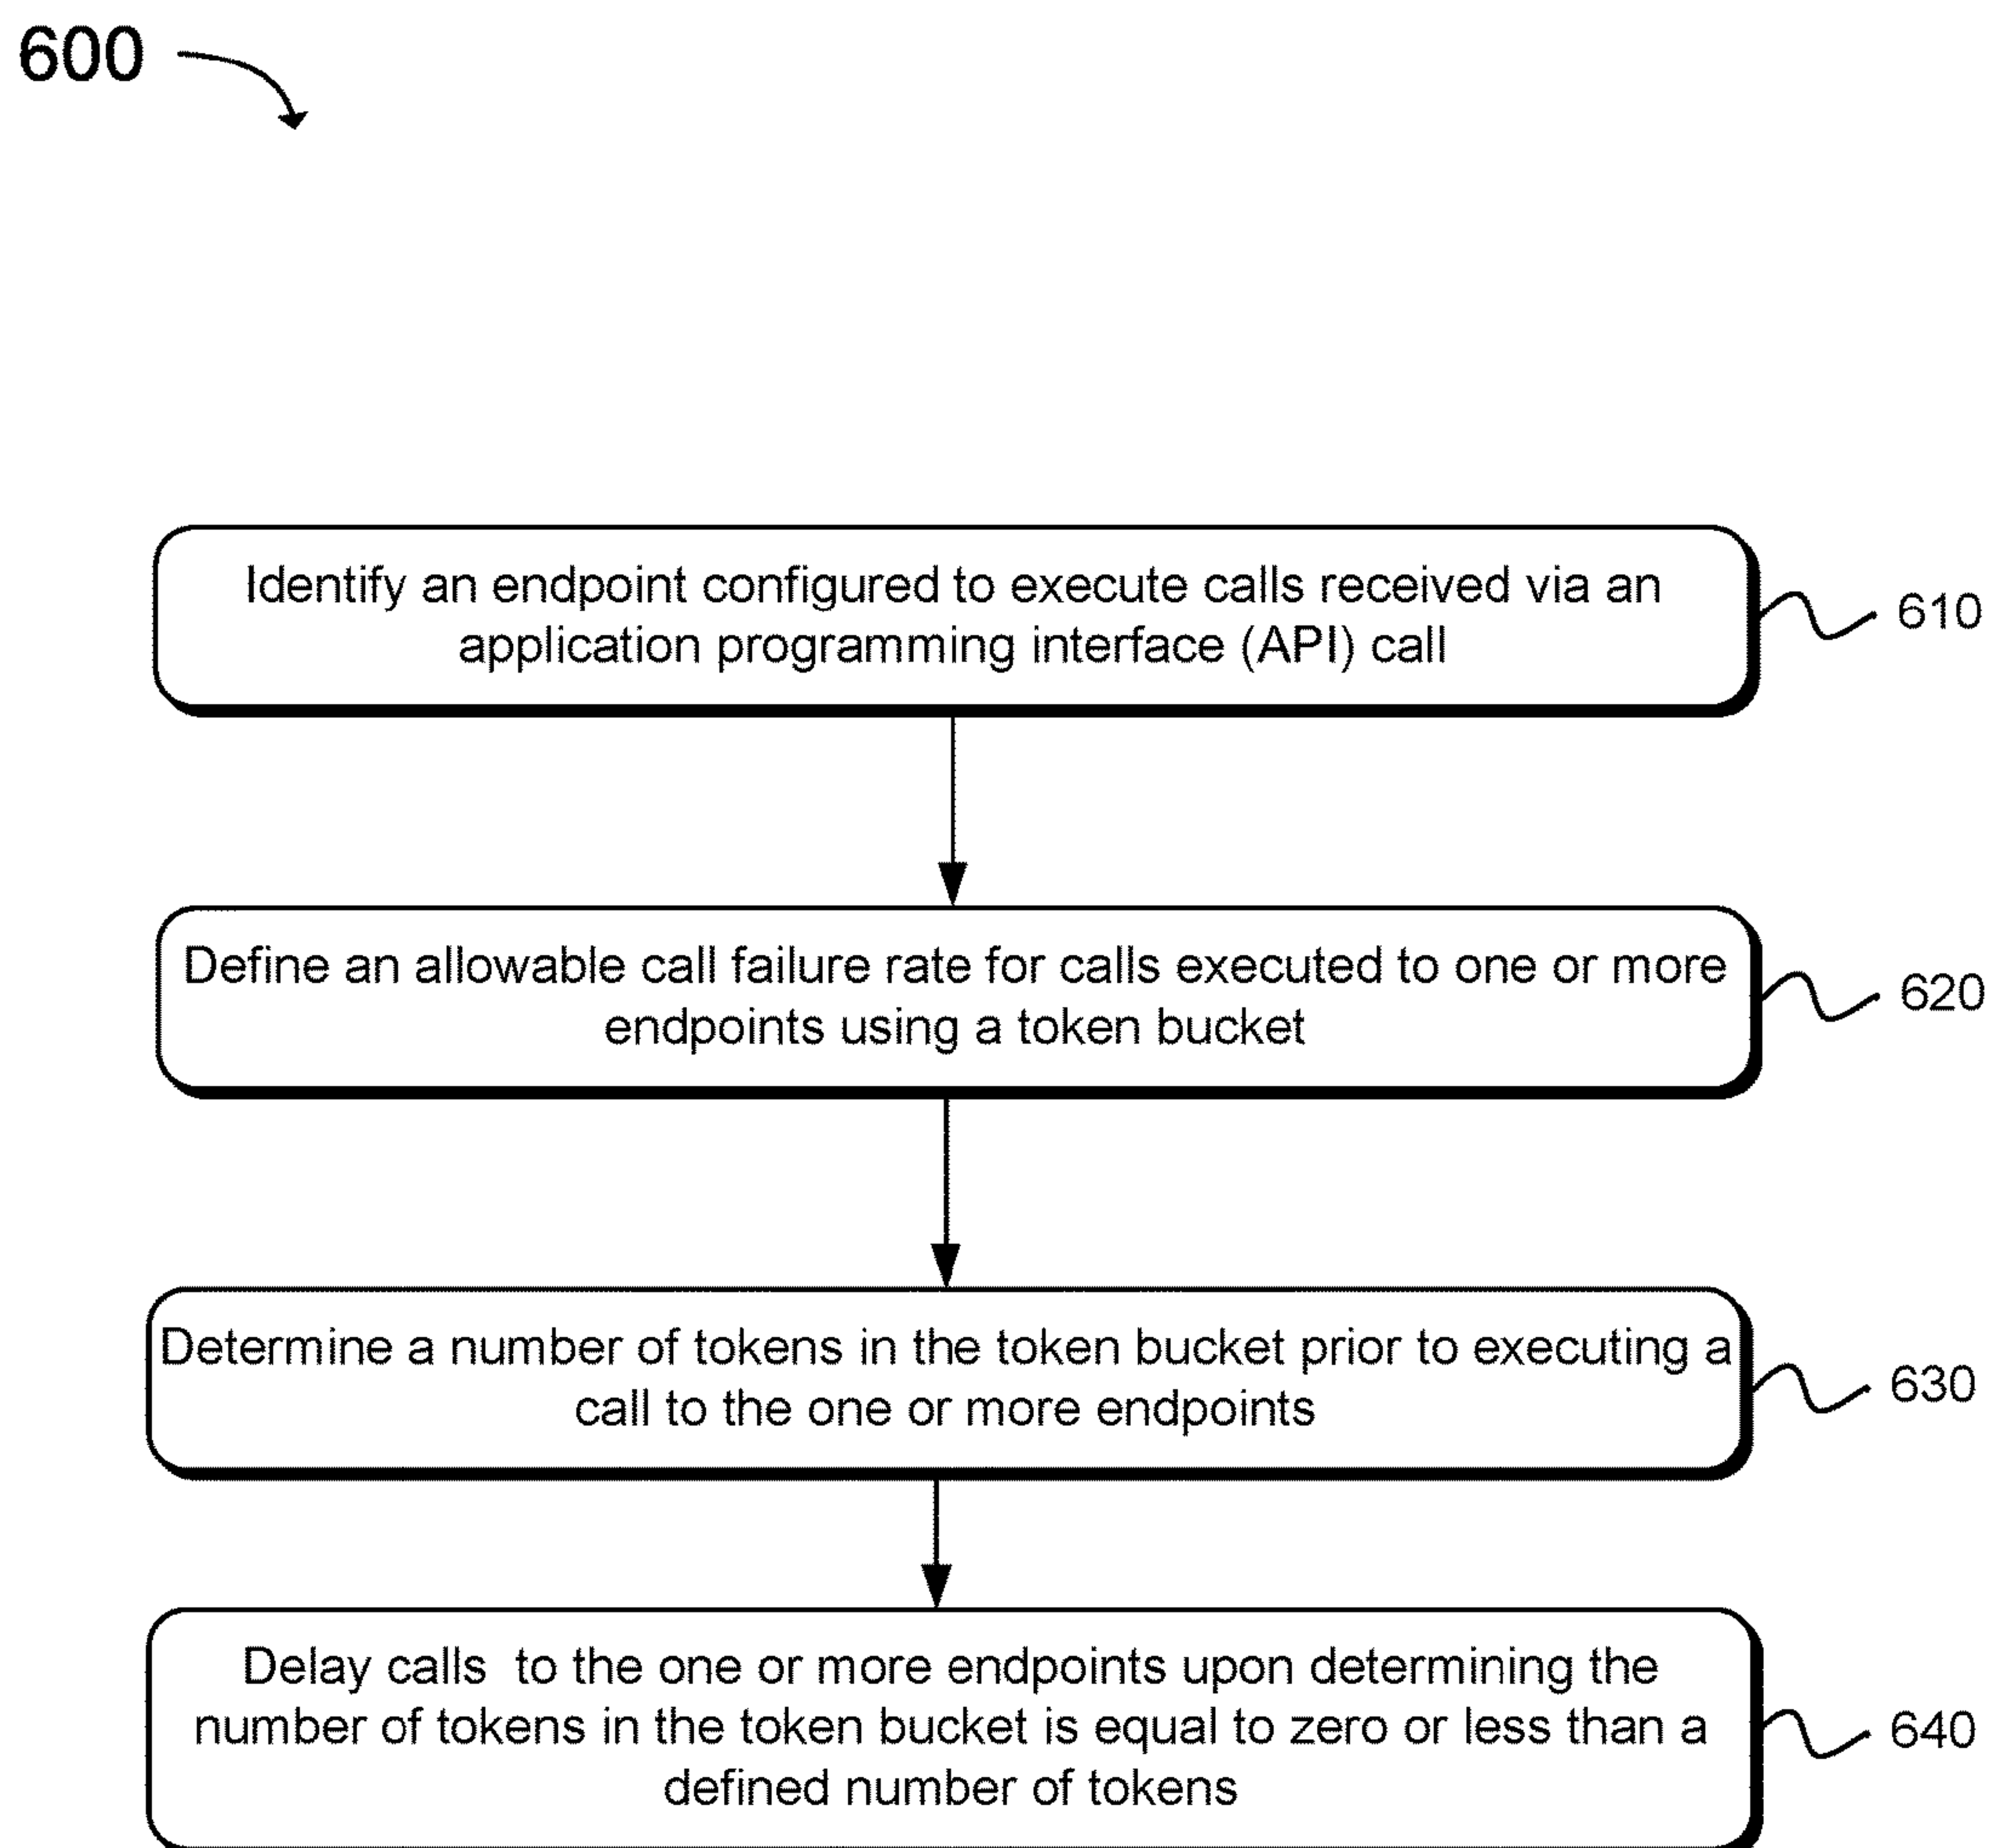 600
Identify an endpoint configured to execute calls received via an
application programming interface (API) call
610
Define an allowable call failure rate for calls executed to one or more
endpoints using a token bucket
620
Determine a number of tokens in the token bucket prior to executing a
call to the one or more endpoints
630
Delay calls  to the one or more endpoints upon determining the
number of tokens in the token bucket is equal to zero or less than a
defined number of tokens
640